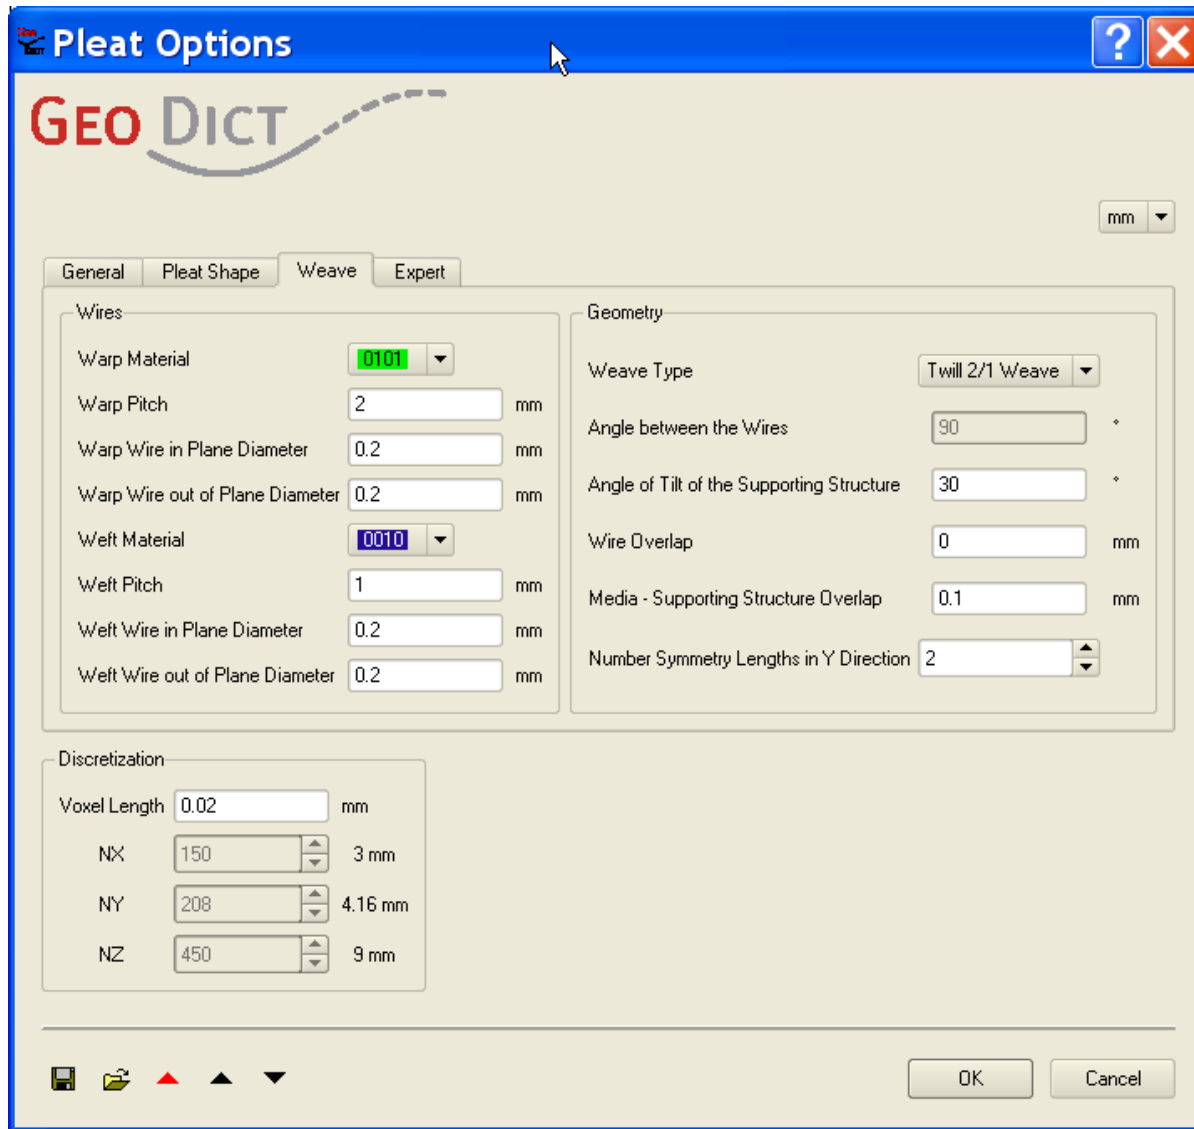 Pleat Options
GEO DICT
mm
General Pleat Shape Weave Expert
Wires
Warp Material 0101
Warp Pitch 2 mm
Warp Wire in Plane Diameter 0.2 mm
Warp Wire out of Plane Diameter 0.2 mm
Weft Material 0010
Weft Pitch 1 mm
Weft Wire in Plane Diameter 0.2 mm
Weft Wire out of Plane Diameter 0.2 mm
Geometry
Weave Type Twill 2/1 Weave
Angle between the Wires 90 °
Angle of Tilt of the Supporting Structure 30 °
Wire Overlap 0 mm
Media - Supporting Structure Overlap 0.1 mm
Number Symmetry Lengths in Y Direction 2
Discretization
Voxel Length 0.02 mm
NX 150 3 mm
NY 208 4.16 mm
NZ 450 9 mm
OK Cancel